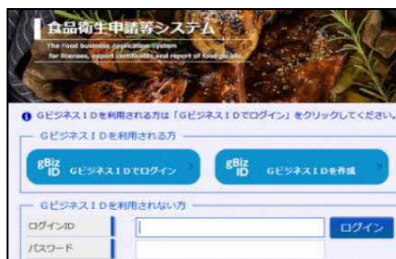 食品衛生申請等システム
The Food business Application System
for licenses, export certificates and report of food recalls
GビジネスIDを利用される方は「GビジネスIDでログイン」をクリックしてください。
GビジネスIDを利用される方
gBiz ID GビジネスIDでログイン
gBiz ID GビジネスIDを作成
GビジネスIDを利用されない方
ログインID
ログイン
パスワード